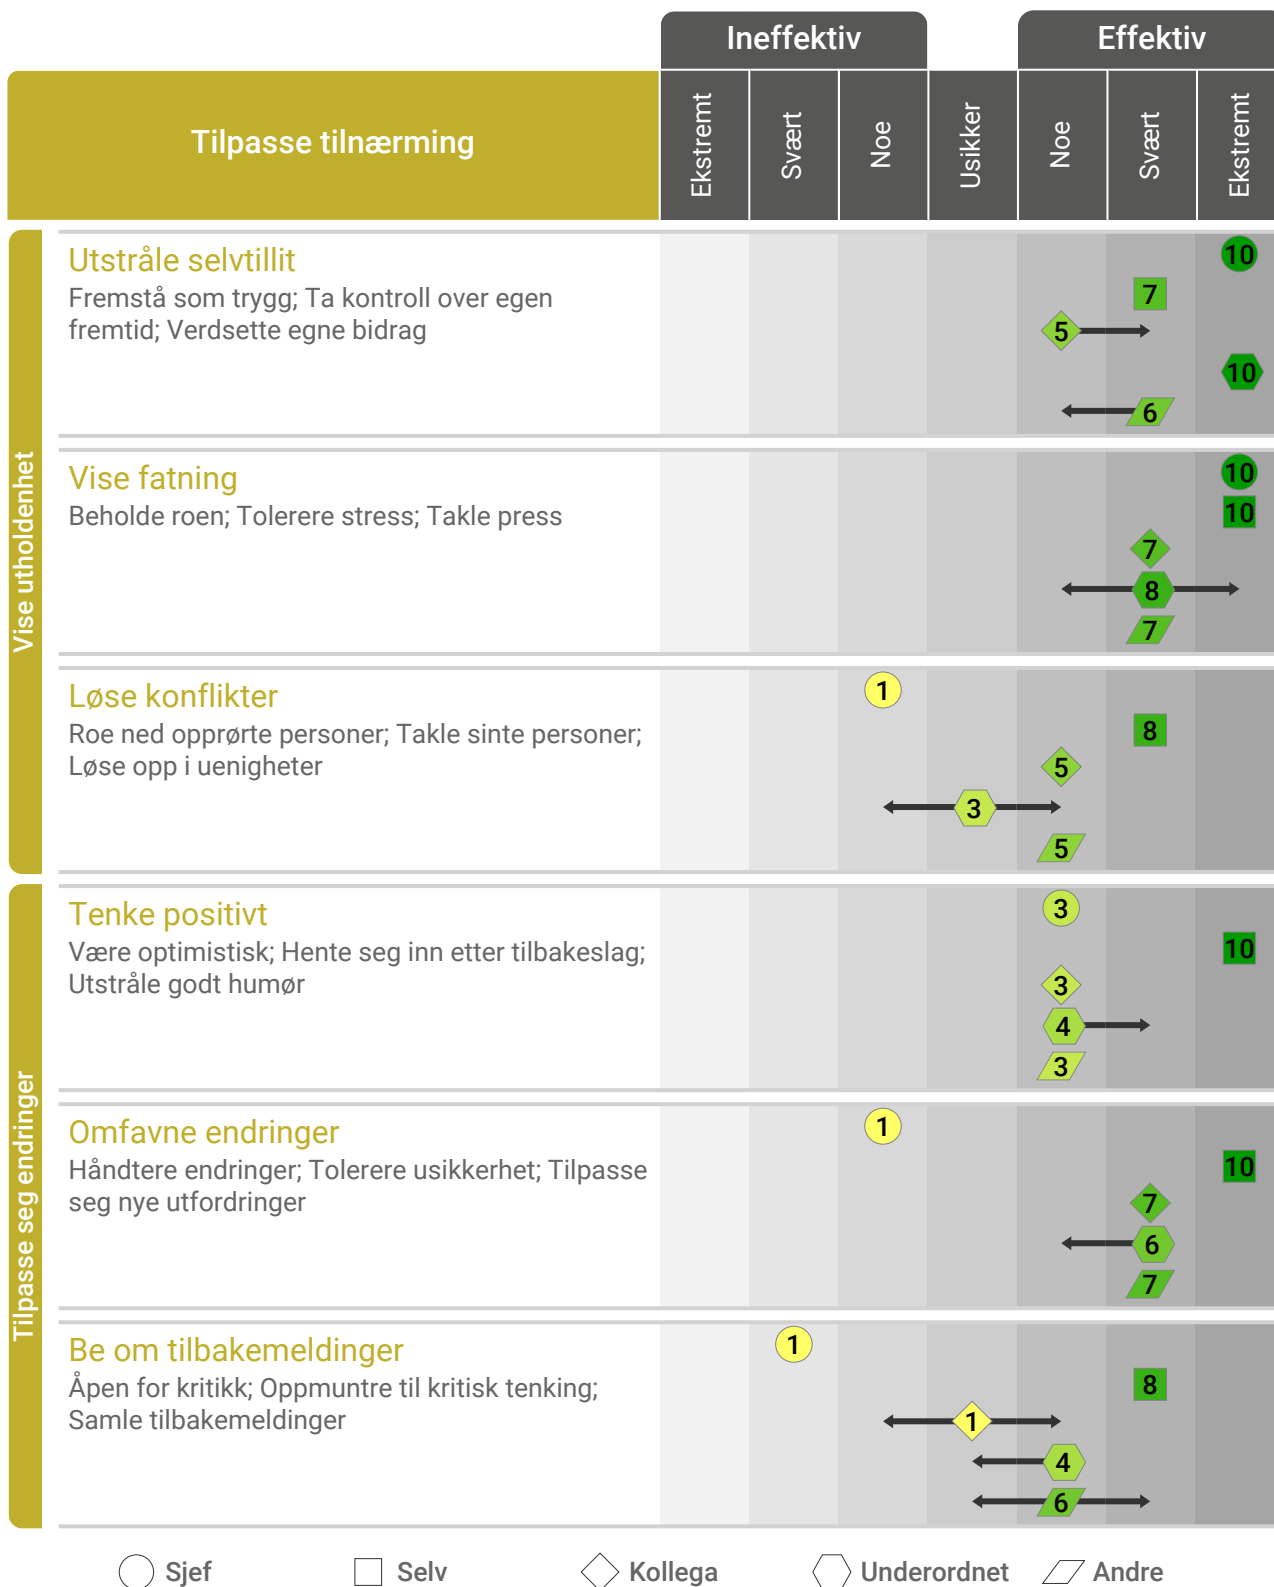 Ineffektiv
Effektiv
Tilpasse tilnærming
Ekstremt
Svært
Noe
Usikker
Noe
Svært
Ekstremt
Vise utholdenhet
Utstråle selvtillit
Fremstå som trygg; Ta kontroll over egen
fremtid; Verdsette egne bidrag
10
7
5
10
6
Vise fatning
Beholde roen; Tolerere stress; Takle press
10
10
7
8
7
Løse konflikter
Roe ned opprørte personer; Takle sinte personer;
Løse opp i uenigheter
1
8
5
3
5
Tilpasse seg endringer
Tenke positivt
Være optimistisk; Hente seg inn etter tilbakeslag;
Utstråle godt humør
3
10
3
4
3
Omfavne endringer
Håndtere endringer; Tolerere usikkerhet; Tilpasse
seg nye utfordringer
1
10
7
6
7
Be om tilbakemeldinger
Åpen for kritikk; Oppmuntre til kritisk tenking;
Samle tilbakemeldinger
1
8
1
4
6
Sjef
Selv
Kollega
Underordnet
Andre